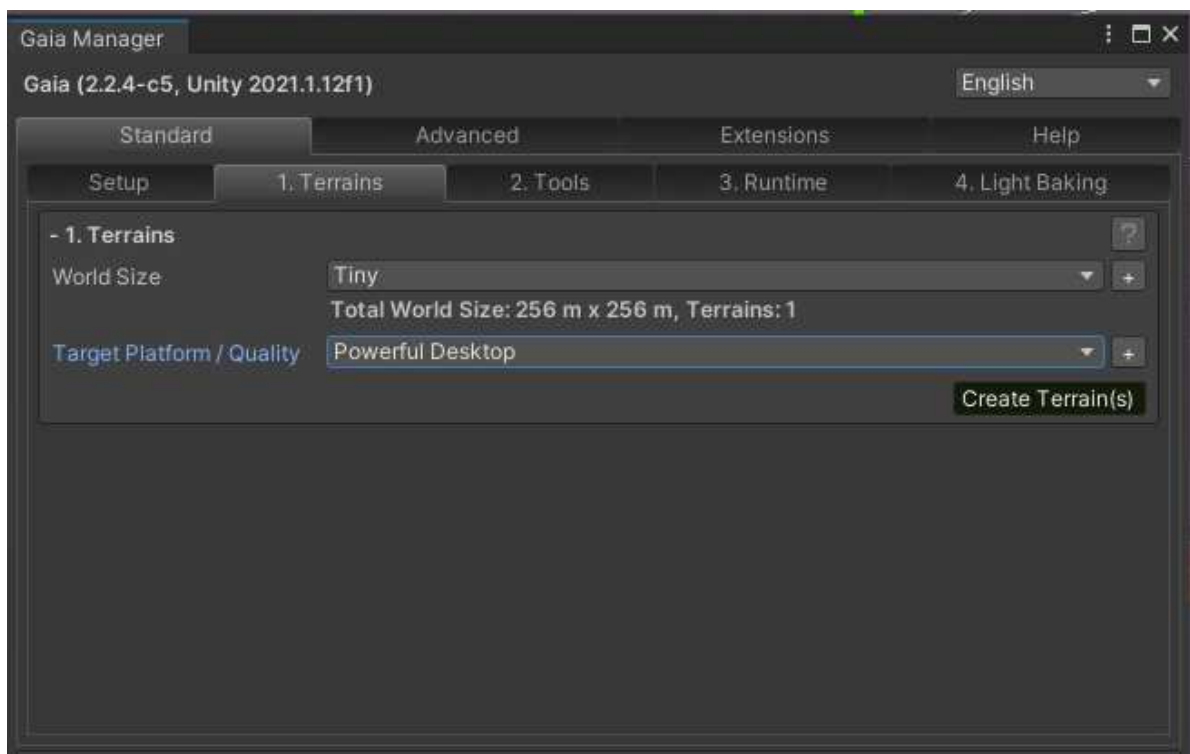 Gaia Manager
Gaia (2.2.4-c5, Unity 2021.1.12f1) English
Standard Advanced Extensions Help
Setup 1. Terrains 2. Tools 3. Runtime 4. Light Baking
- 1. Terrains ?
World Size Tiny +
Total World Size: 256 m x 256 m, Terrains: 1
Target Platform / Quality Powerful Desktop +
Create Terrain(s)